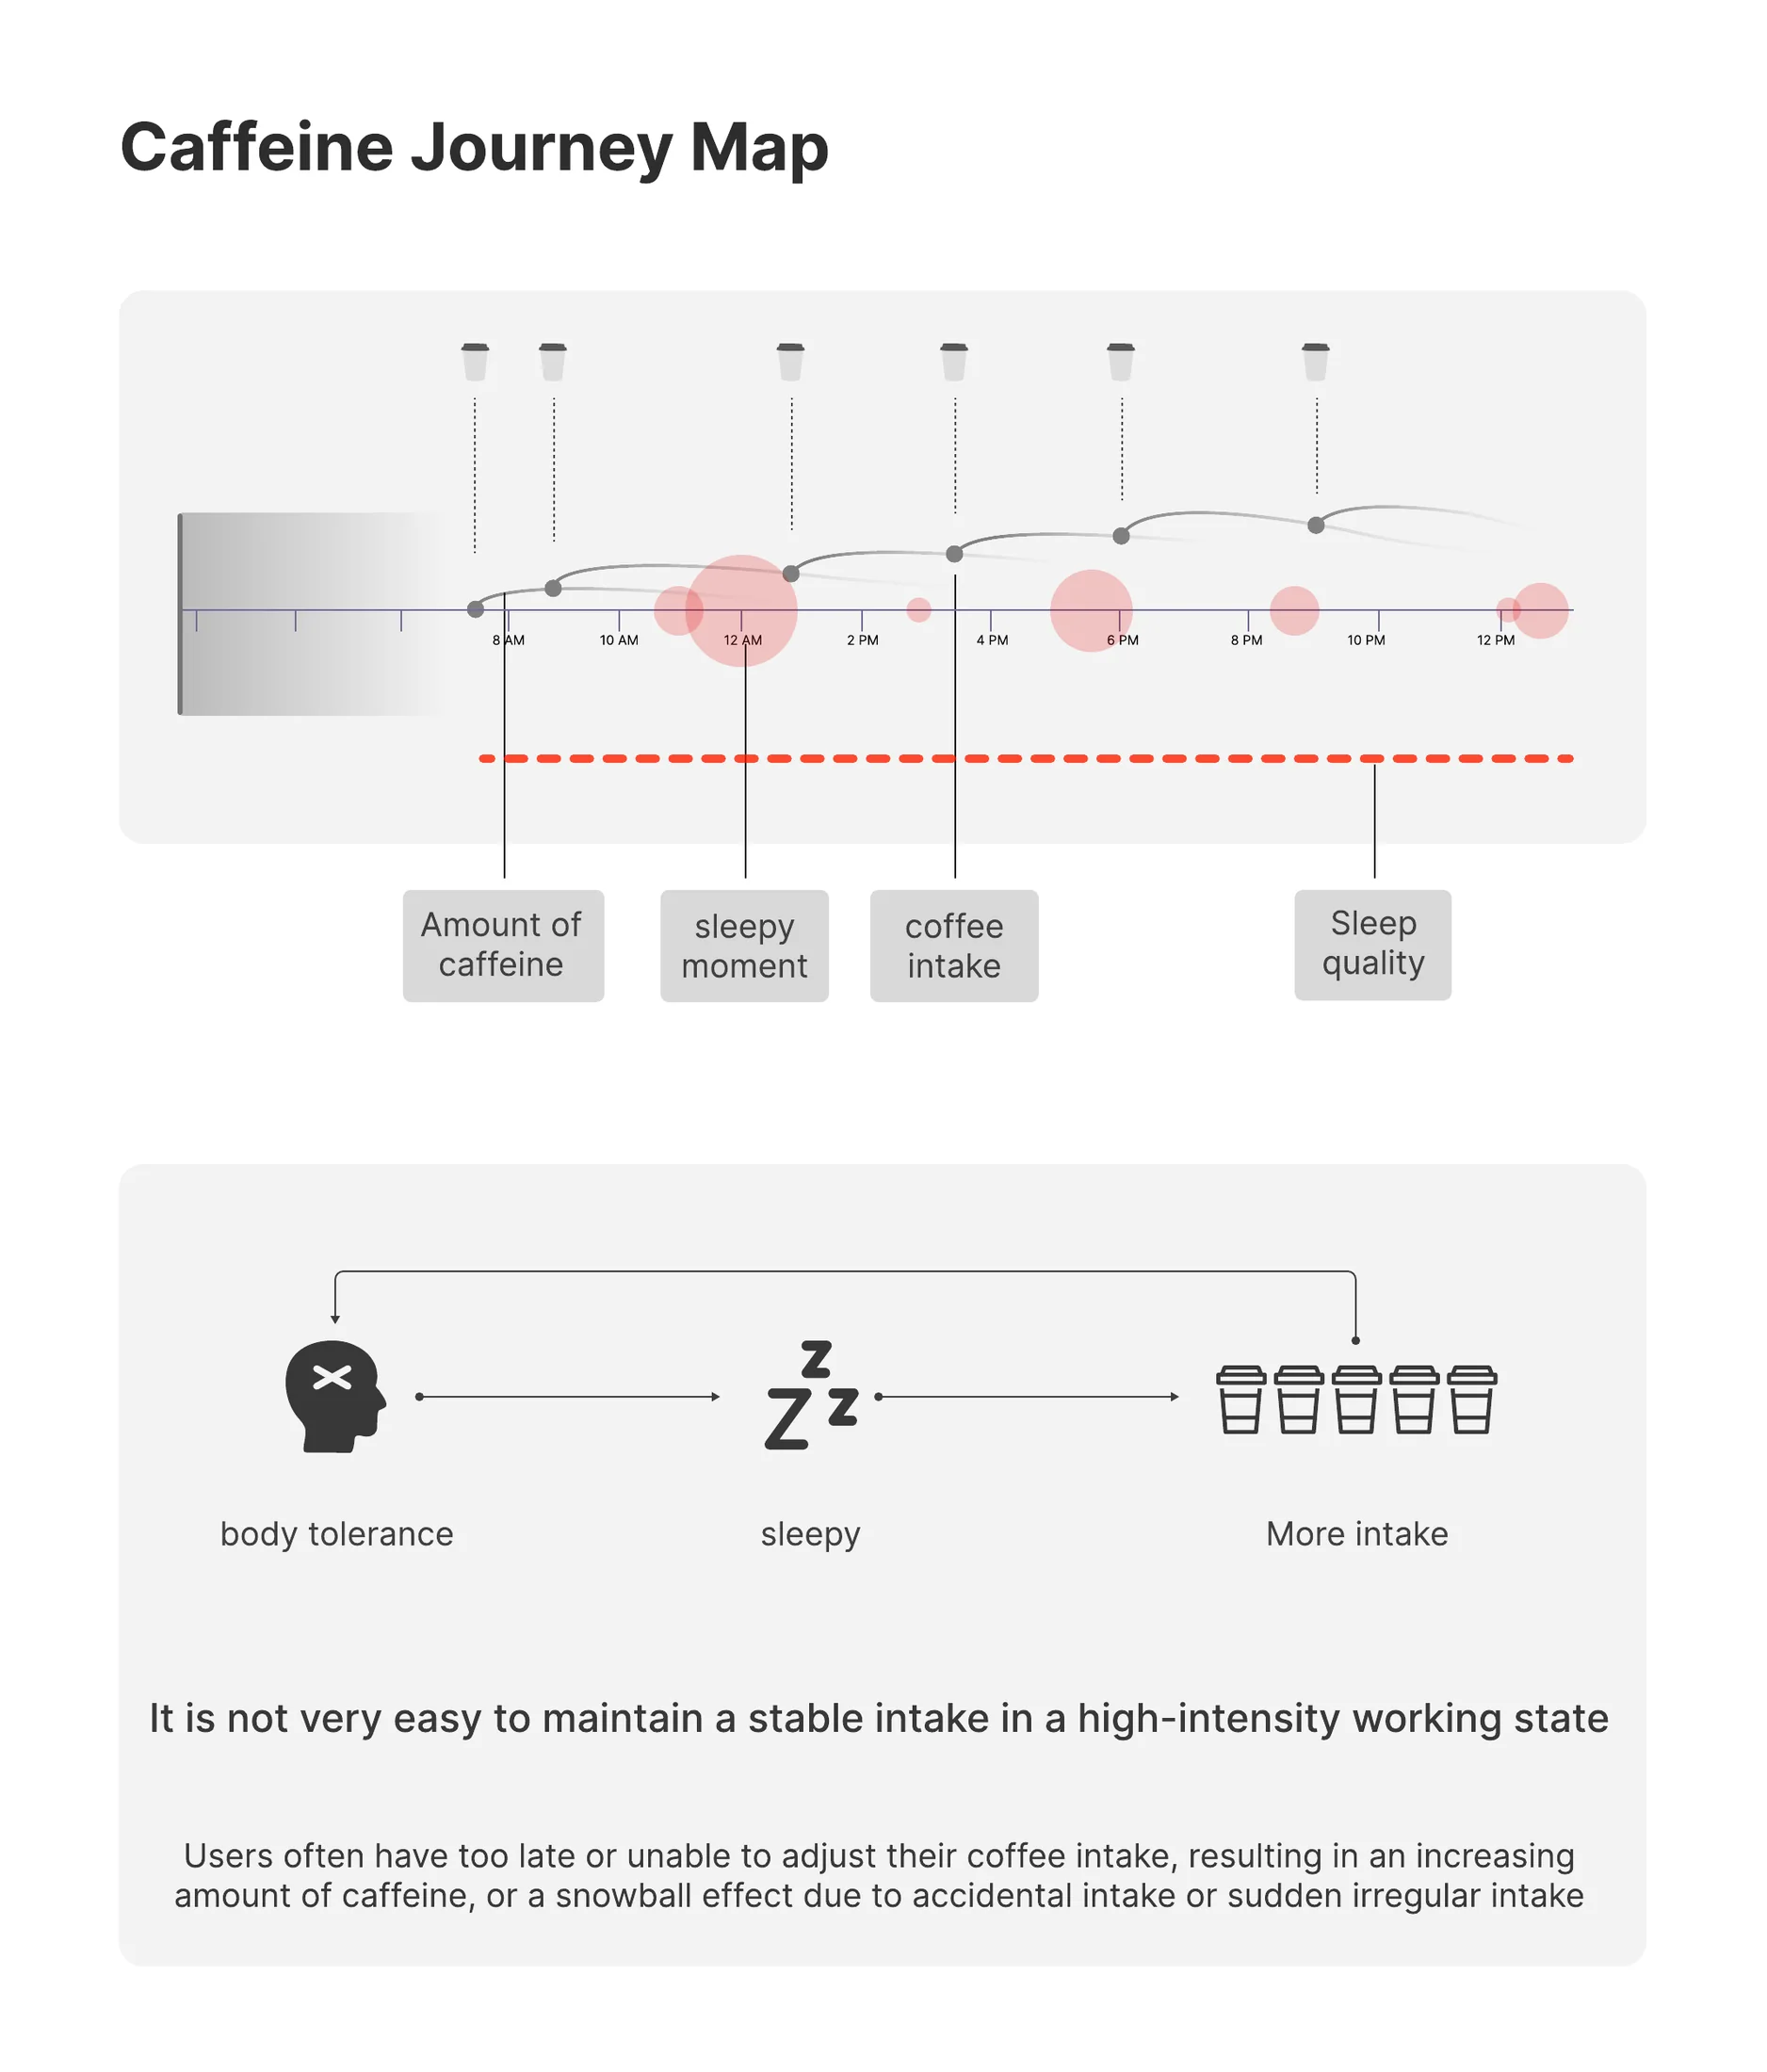 Caffeine Journey Map
8 AM
10 AM
12 AM
2 PM
4 PM
6 PM
8 PM
10 PM
12 PM
Amount of
caffeine
sleepy
moment
coffee
intake
Sleep
quality
body tolerance
sleepy
More intake
It is not very easy to maintain a stable intake in a high-intensity working state
Users often have too late or unable to adjust their coffee intake, resulting in an increasing
amount of caffeine, or a snowball effect due to accidental intake or sudden irregular intake